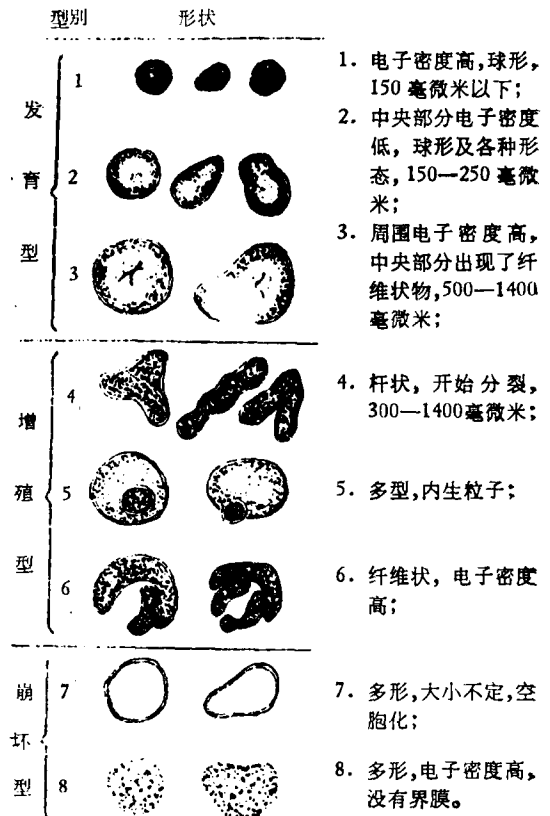 型别 形状
发育型
1
2
3
增殖型
4
5
6
崩坏型
7
8
1. 电子密度高,球形,
150 毫微米以下;
2. 中央部分电子密度
低, 球形及各种形
态, 150—250 毫微
米;
3. 周围电子密度高,
中央部分出现了纤
维状物,500—1400
毫微米;
4. 杆状, 开始分裂,
300—1400毫微米;
5. 多型,内生粒子;
6. 纤维状, 电子密度
高;
7. 多形,大小不定,空
胞化;
8. 多形,电子密度高,
没有界膜。